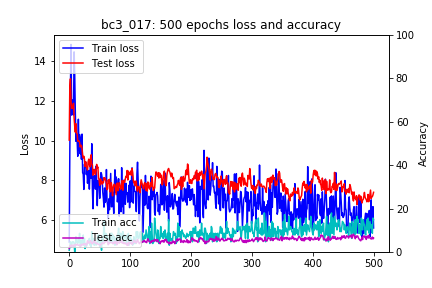 bc3_017: 500 epochs loss and accuracy
Train loss
Test loss
Train acc
Test acc
Loss
14
12
10
8
6
Accuracy
100
80
60
40
20
0
0
100
200
300
400
500